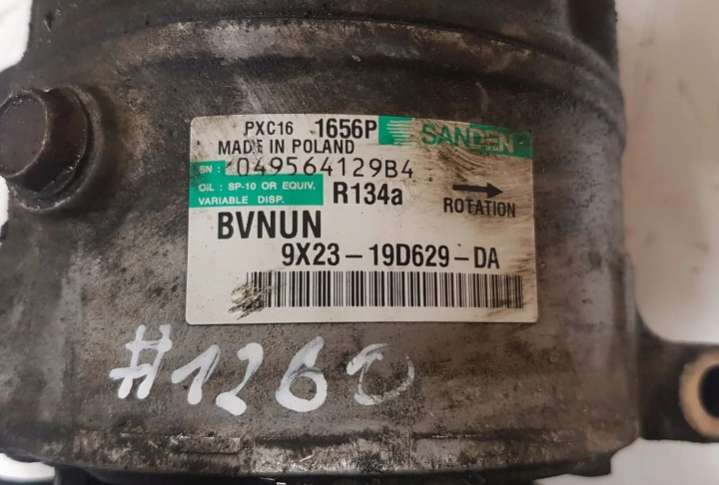 PXC16 1656P SANDEN
MADE IN POLAND
SN : 049564129B4
OIL : SP-10 OR EQUIV. R134a
VARIABLE DISP. ROTATION
BVNUN
9X23-19D629-DA
#1260